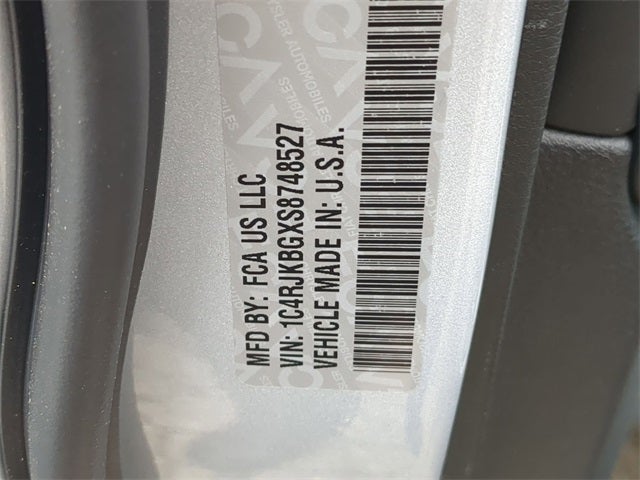 MFD BY: FCA US LLC
VIN: 1C4RJKBGXS8748527
VEHICLE MADE IN: U.S.A.